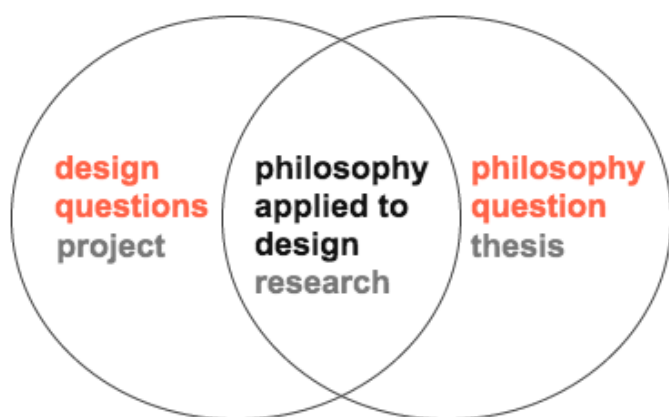 design
questions
project
philosophy
applied to
design
research
philosophy
question
thesis